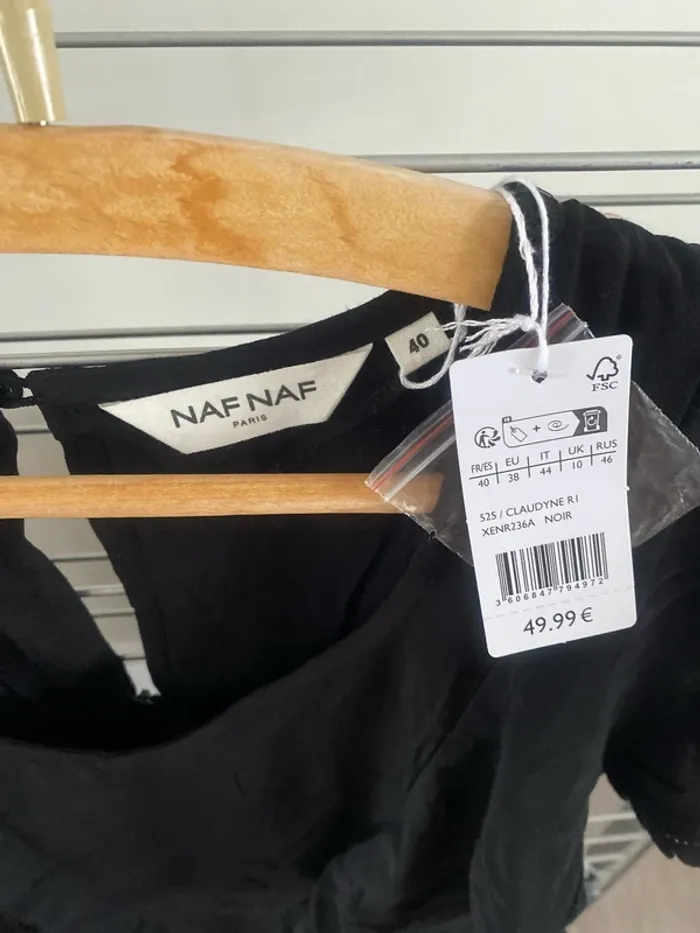 NAF NAF
PARIS
40
FSC
+
FR/ES EU IT UK RUS
40 38 44 10 46
S25 / CLAUDYNE R1
XENR236A NOIR
3 606847 794972
49.99 €